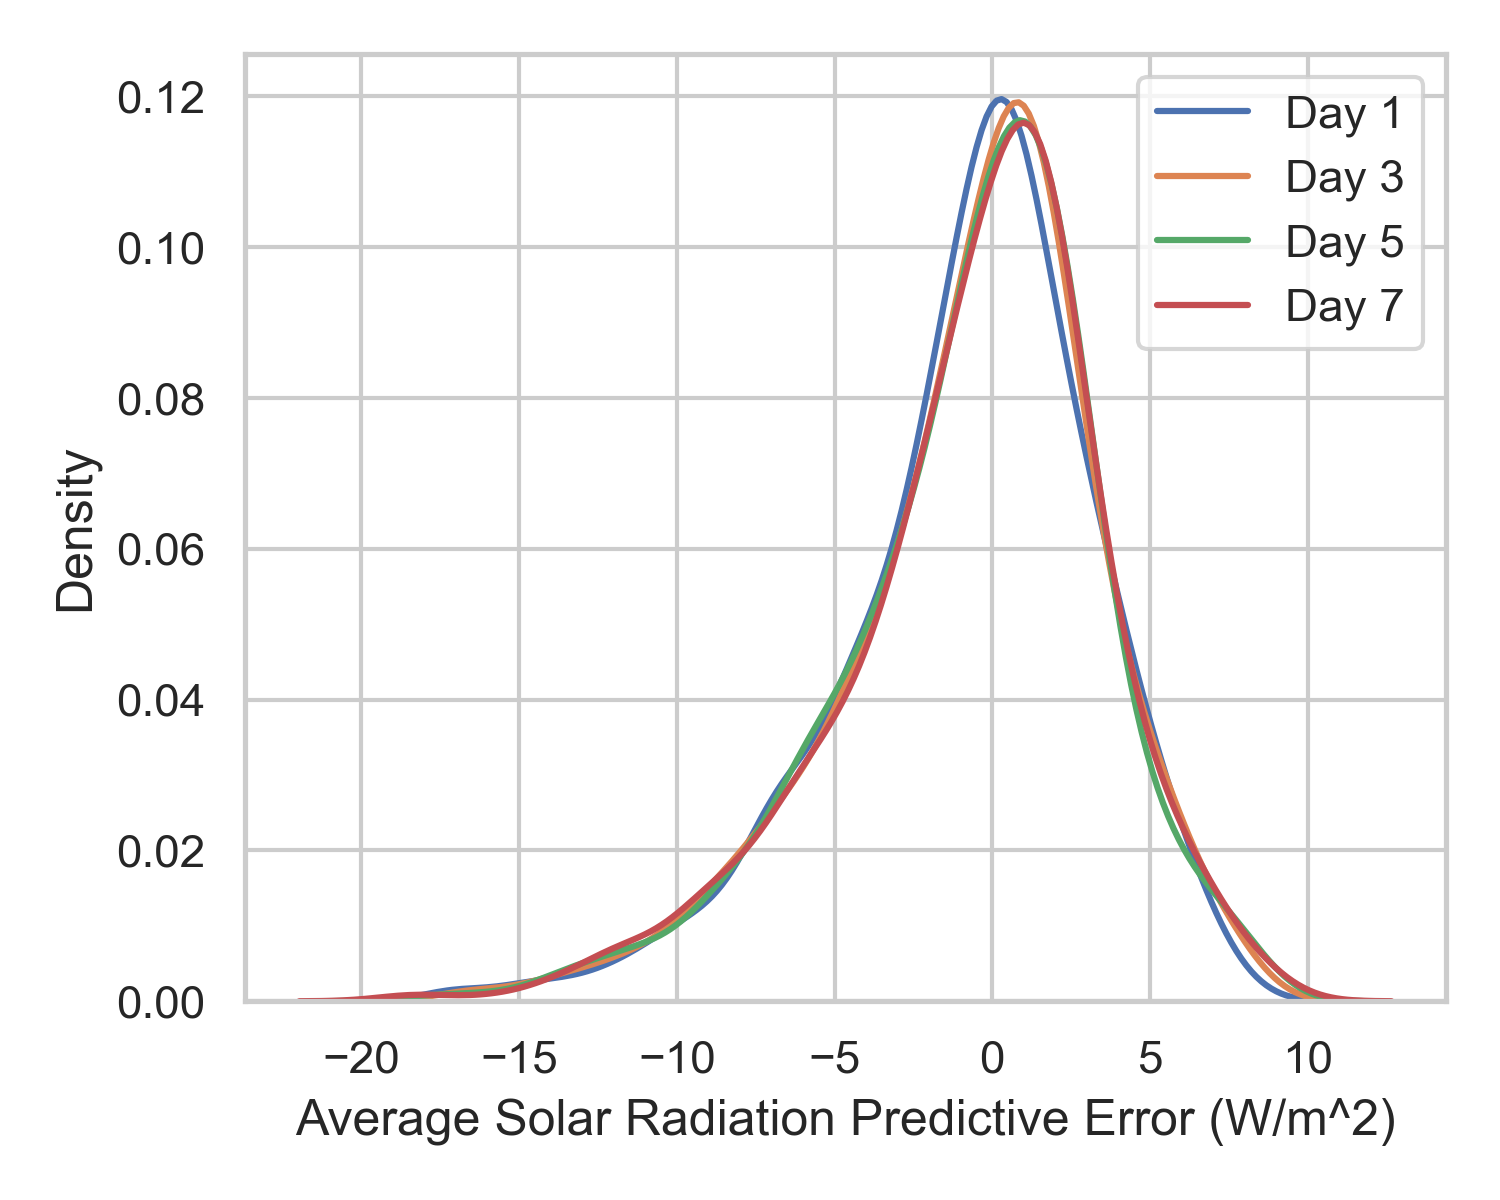 0.12
0.10
0.08
0.06
0.04
0.02
0.00
Density
Day 1
Day 3
Day 5
Day 7
−20 −15 −10 −5 0 5 10
Average Solar Radiation Predictive Error (W/m^2)